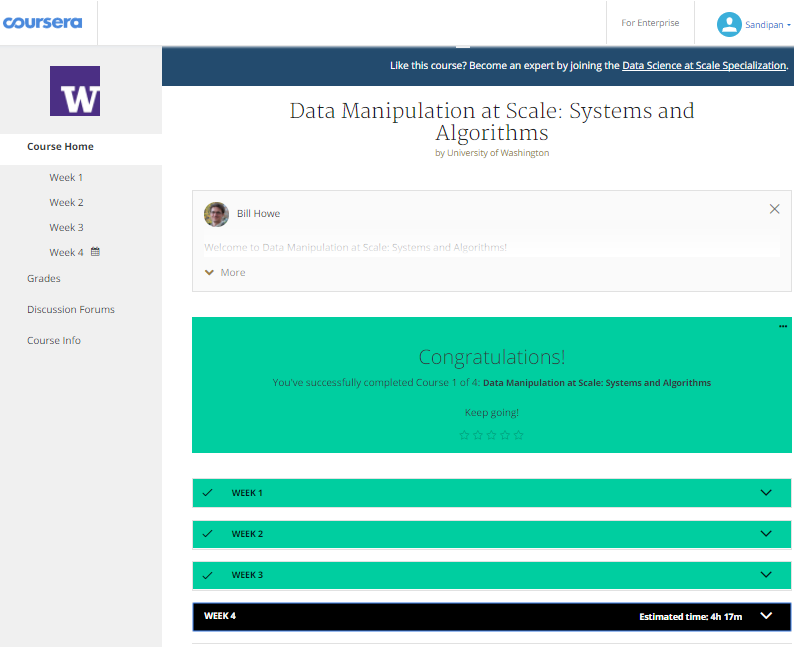 coursera
For Enterprise
Sandipan
Like this course? Become an expert by joining the Data Science at Scale Specialization.
W
Course Home
Week 1
Week 2
Week 3
Week 4
Grades
Discussion Forums
Course Info
Data Manipulation at Scale: Systems and
Algorithms
by University of Washington
Bill Howe
Welcome to Data Manipulation at Scale: Systems and Algorithms!
More
Congratulations!
You've successfully completed Course 1 of 4: Data Manipulation at Scale: Systems and Algorithms
Keep going!
WEEK 1
WEEK 2
WEEK 3
WEEK 4 Estimated time: 4h 17m